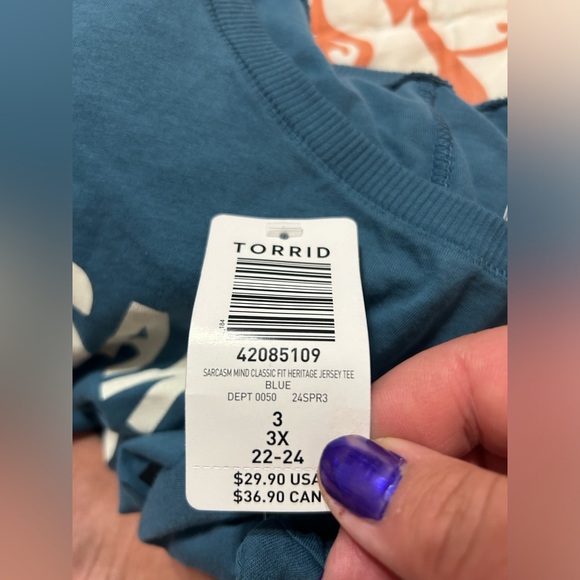 TORRID
42085109
SARCASM MIND CLASSIC FIT HERITAGE JERSEY TEE
BLUE
DEPT 0050 24SPR3
3
3X
22-24
$29.90 USA
$36.90 CAN